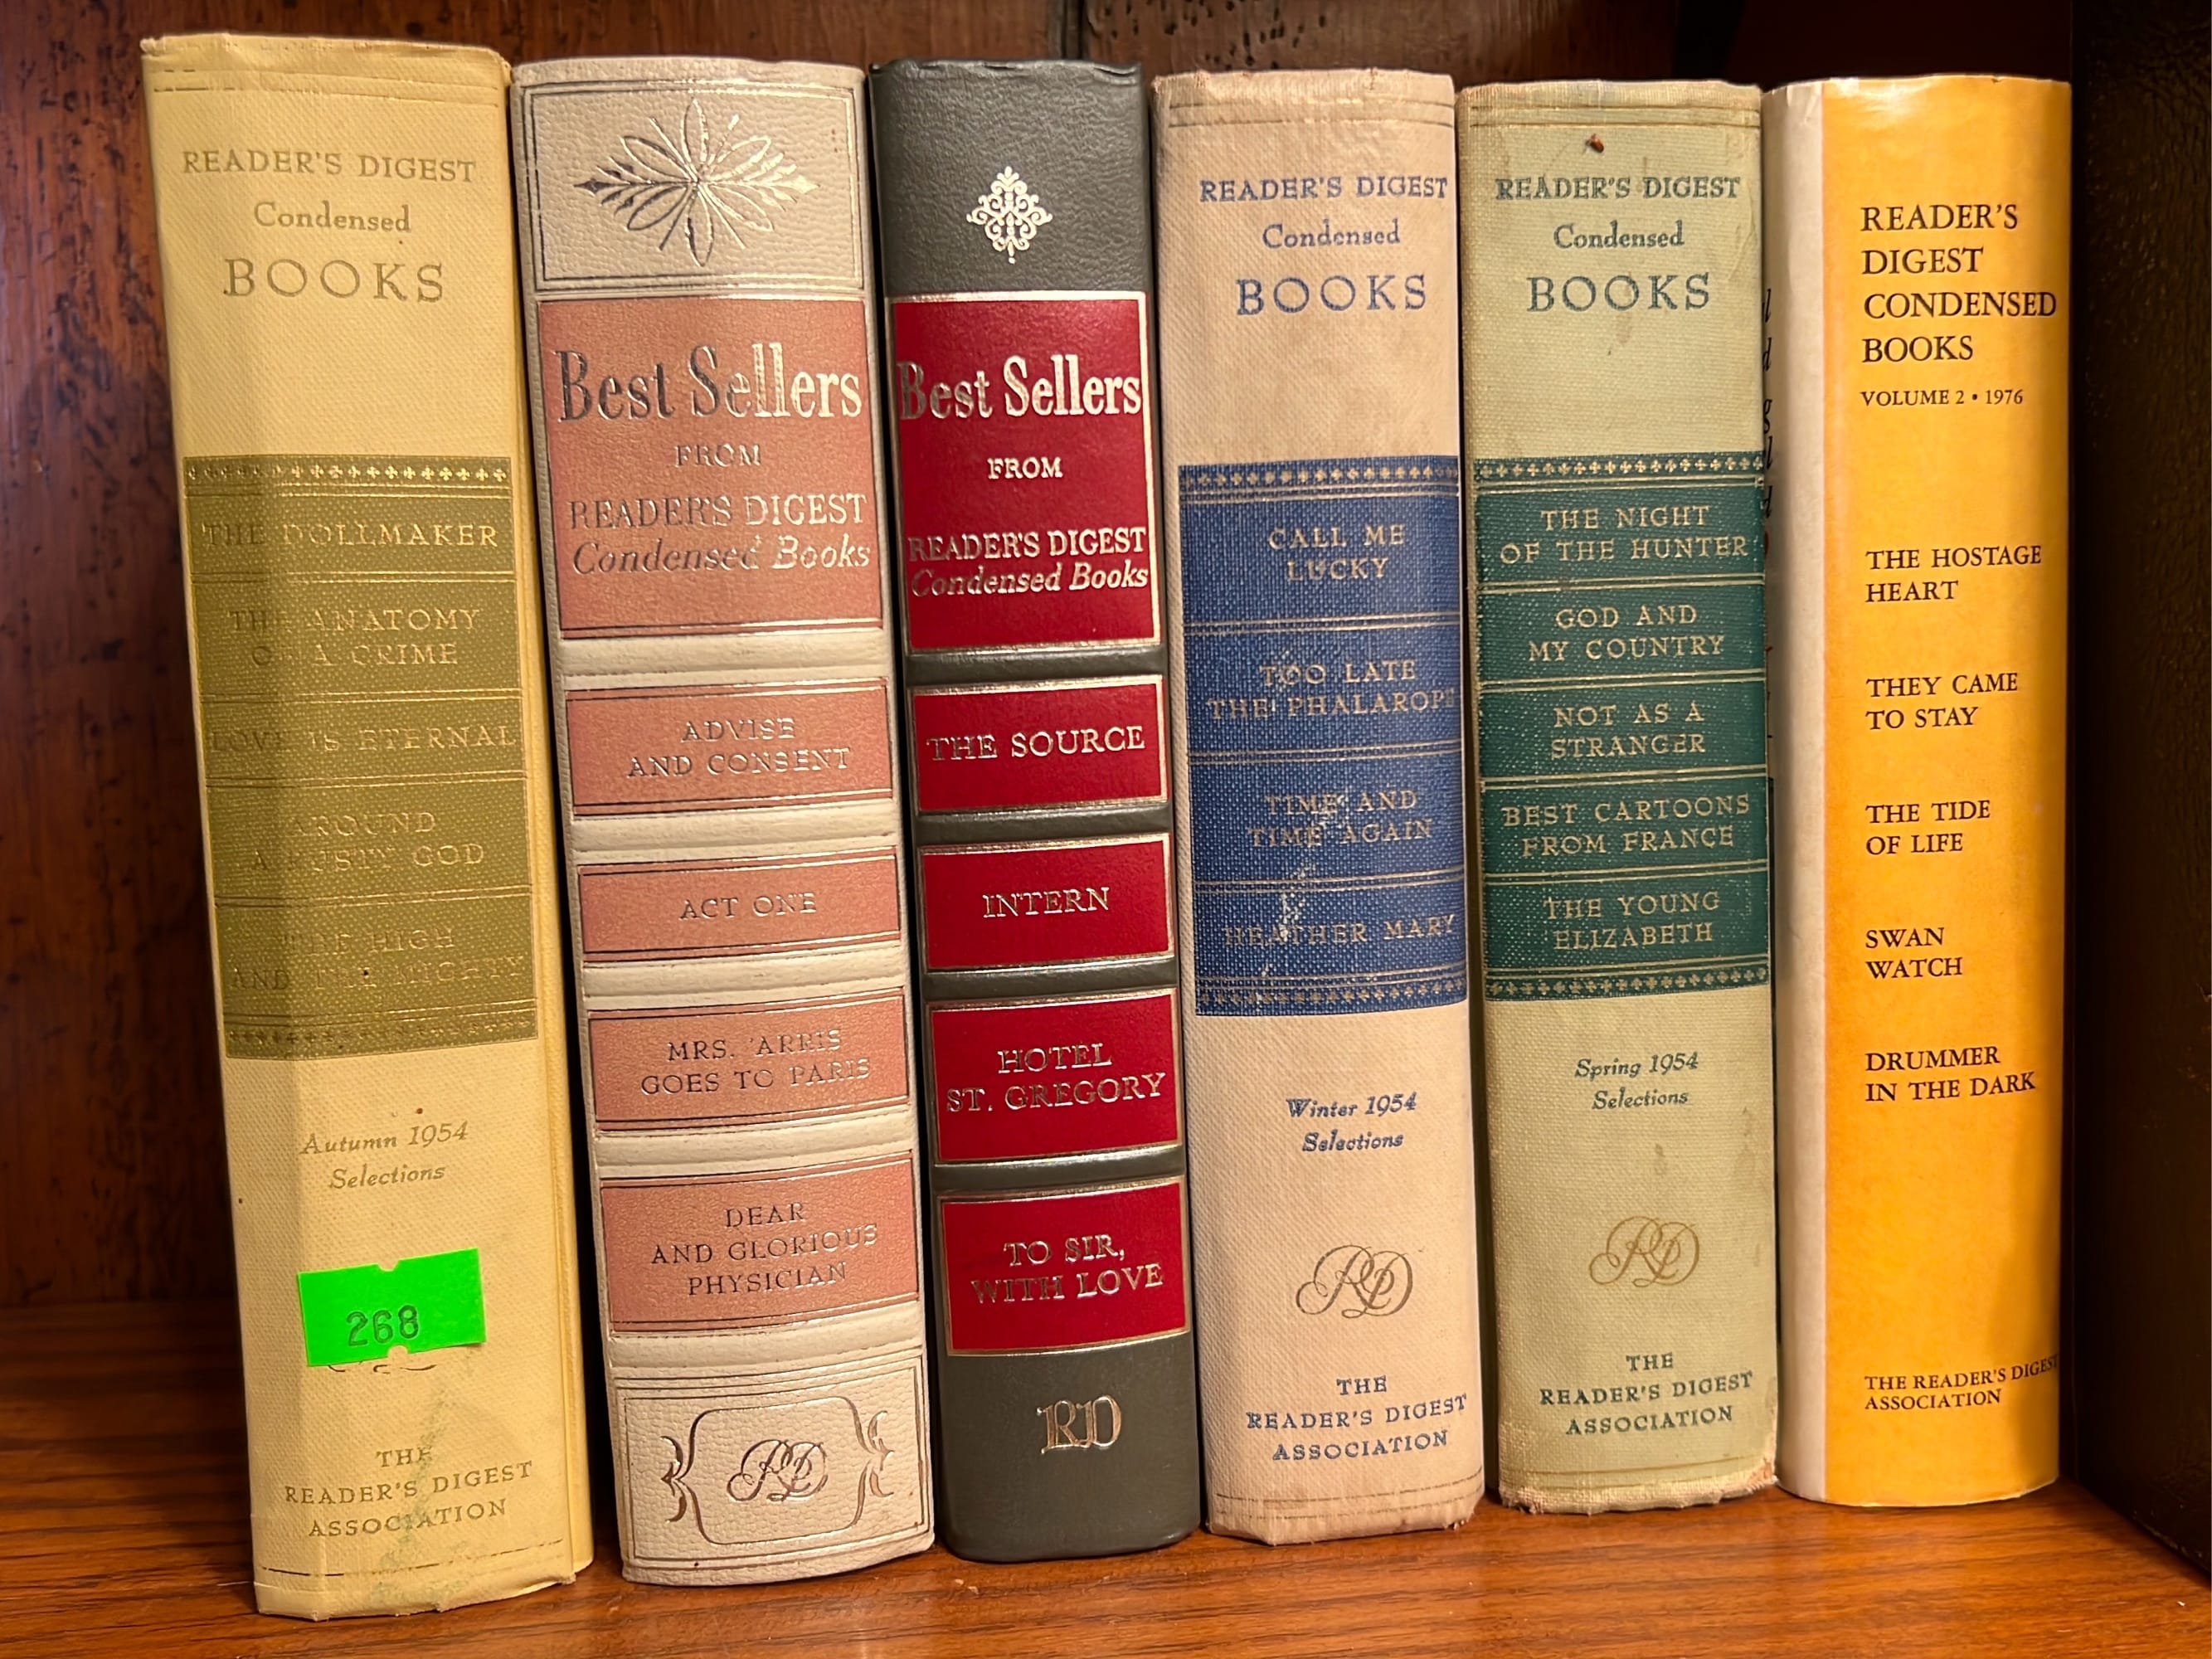 READER'S DIGEST
Condensed
BOOKS
THE DOLLMAKER
THE ANATOMY
OF A CRIME
LOVE IS ETERNAL
ROUND
A RUSTY GOD
THE HIGH
AND THE MIGHTY
Autumn 1954
Selections
268
THE
READER'S DIGEST
ASSOCIATION
Best Sellers
FROM
READER'S DIGEST
Condensed Books
ADVISE
AND CONSENT
ACT ONE
MRS. 'ARRIS
GOES TO PARIS
DEAR
AND GLORIOUS
PHYSICIAN
RD
Best Sellers
FROM
READER'S DIGEST
Condensed Books
THE SOURCE
INTERN
HOTEL
ST. GREGORY
TO SIR,
WITH LOVE
RD
READER'S DIGEST
Condensed
BOOKS
CALL ME
LUCKY
TOO LATE
THE PHALAROPE
TIME AND
TIME AGAIN
HEATHER MARY
Winter 1954
Selections
RD
THE
READER'S DIGEST
ASSOCIATION
READER'S DIGEST
Condensed
BOOKS
THE NIGHT
OF THE HUNTER
GOD AND
MY COUNTRY
NOT AS A
STRANGER
BEST CARTOONS
FROM FRANCE
THE YOUNG
ELIZABETH
Spring 1954
Selections
RD
THE
READER'S DIGEST
ASSOCIATION
READER'S
DIGEST
CONDENSED
BOOKS
VOLUME 2 • 1976
THE HOSTAGE
HEART
THEY CAME
TO STAY
THE TIDE
OF LIFE
SWAN
WATCH
DRUMMER
IN THE DARK
THE READER'S DIGEST
ASSOCIATION